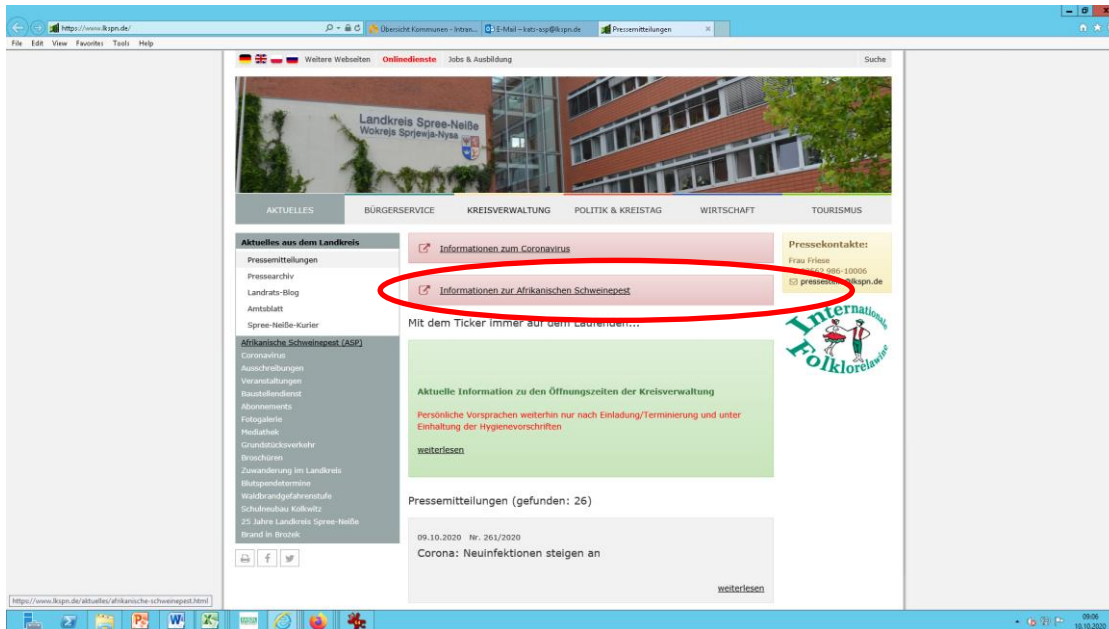 https://www.lkspn.de/
Übersicht Kommunen - Intran...
E-Mail – kats-asp@lkspn.de
Pressemitteilungen
File Edit View Favorites Tools Help
Weitere Webseiten Onlinedienste Jobs & Ausbildung Suche
Landkreis Spree-Neiße
Wokrejs Sprjewja-Nysa
AKTUELLES BÜRGERSERVICE KREISVERWALTUNG POLITIK & KREISTAG WIRTSCHAFT TOURISMUS
Aktuelles aus dem Landkreis
Pressemitteilungen
Pressearchiv
Landrats-Blog
Amtsblatt
Spree-Neiße-Kurier
Afrikanische Schweinepest (ASP)
Coronavirus
Ausschreibungen
Veranstaltungen
Baustellendienst
Abonnements
Fotogalerie
Mediathek
Grundstücksverkehr
Broschüren
Zuwanderung im Landkreis
Blutspendetermine
Waldbrandgefahrenstufe
Schulneubau Kolkwitz
25 Jahre Landkreis Spree-Neiße
Brand in Brozek
Informationen zum Coronavirus
Informationen zur Afrikanischen Schweinepest
Mit dem Ticker immer auf dem Laufenden...
Aktuelle Information zu den Öffnungszeiten der Kreisverwaltung
Persönliche Vorsprachen weiterhin nur nach Einladung/Terminierung und unter
Einhaltung der Hygienevorschriften
weiterlesen
Pressemitteilungen (gefunden: 26)
09.10.2020 Nr. 261/2020
Corona: Neuinfektionen steigen an
weiterlesen
Pressekontakte:
Frau Friese
986-10006
Internationale
Folklorelawine
https://www.lkspn.de/aktuelles/afrikanische-schweinepest.html
09:06
10.10.2020